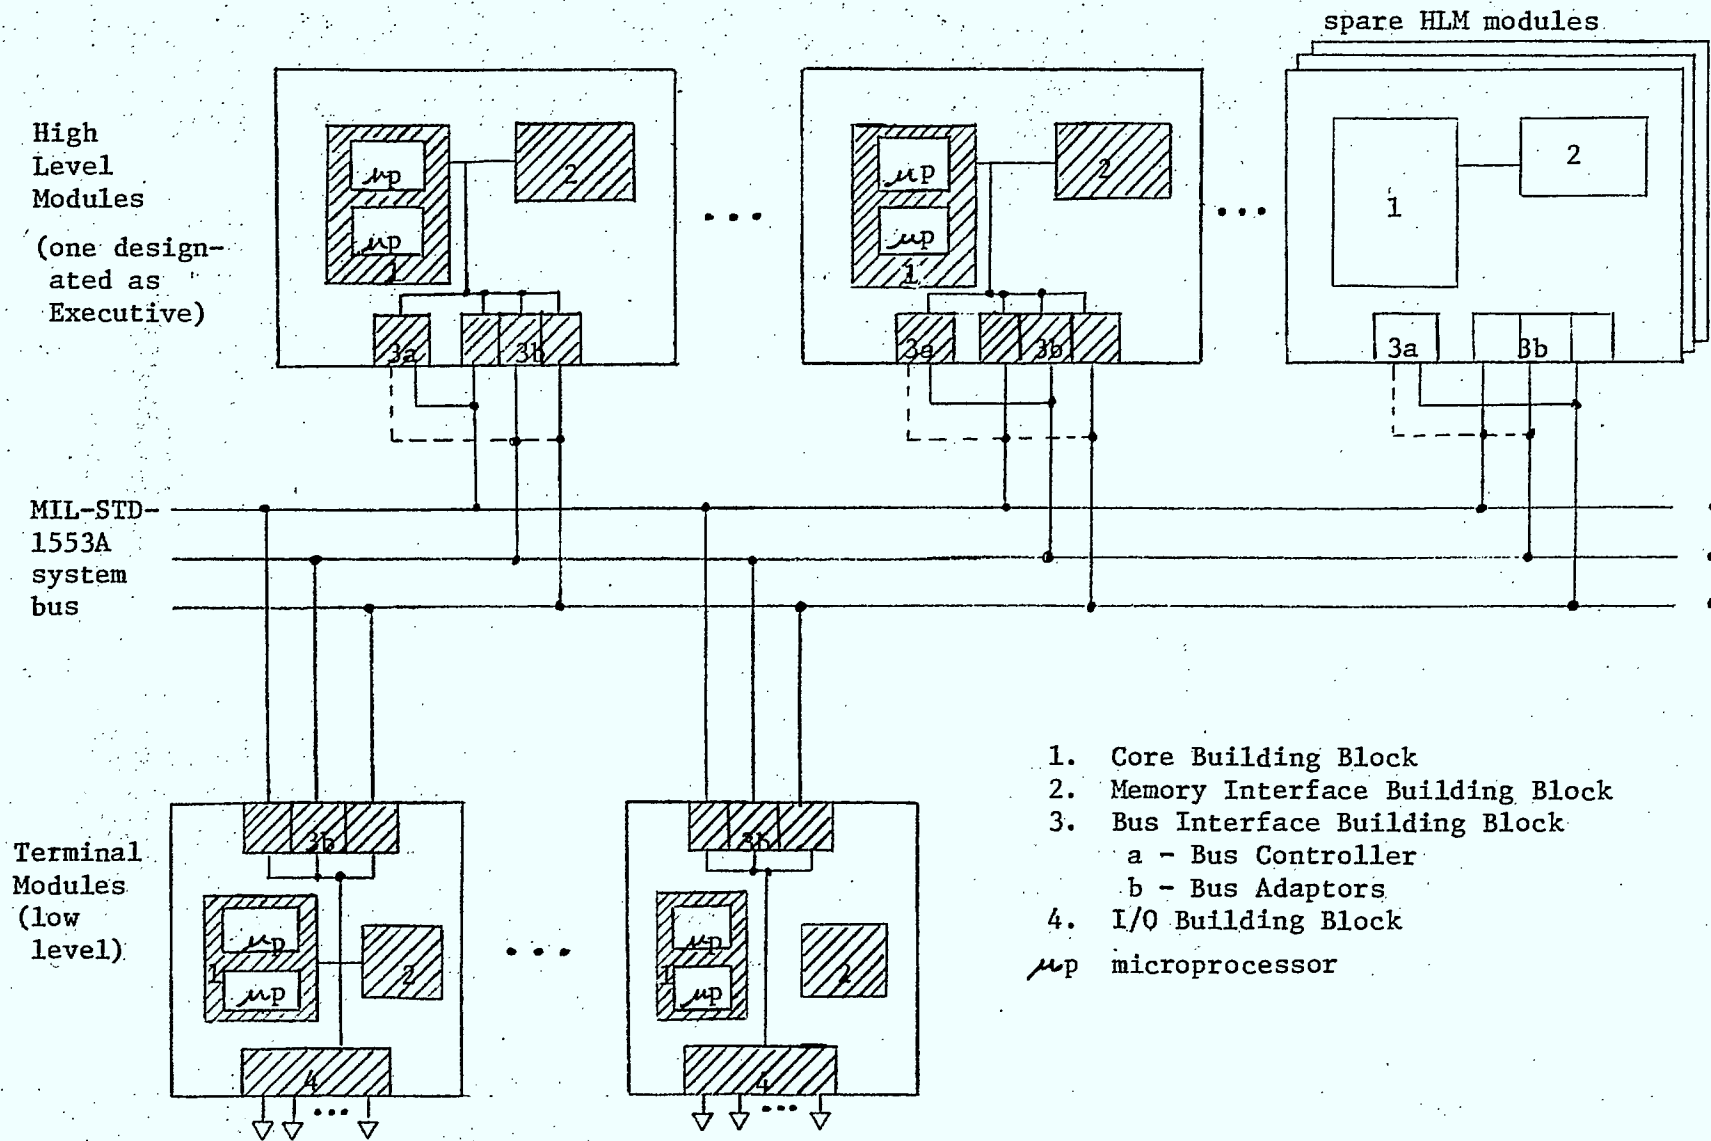 spare HLM modules
High
Level
Modules
(one design-
ated as
Executive)
μp
μp
1
2
3a
3b
...
μp
μp
1
2
3a
3b
...
1
2
3a
3b
MIL-STD-
1553A
system
bus
Terminal
Modules
(low
level)
3b
μp
μp
1
2
4
...
...
3b
μp
μp
1
2
4
...
1. Core Building Block
2. Memory Interface Building Block
3. Bus Interface Building Block
a - Bus Controller
b - Bus Adaptors
4. I/O Building Block
μp microprocessor